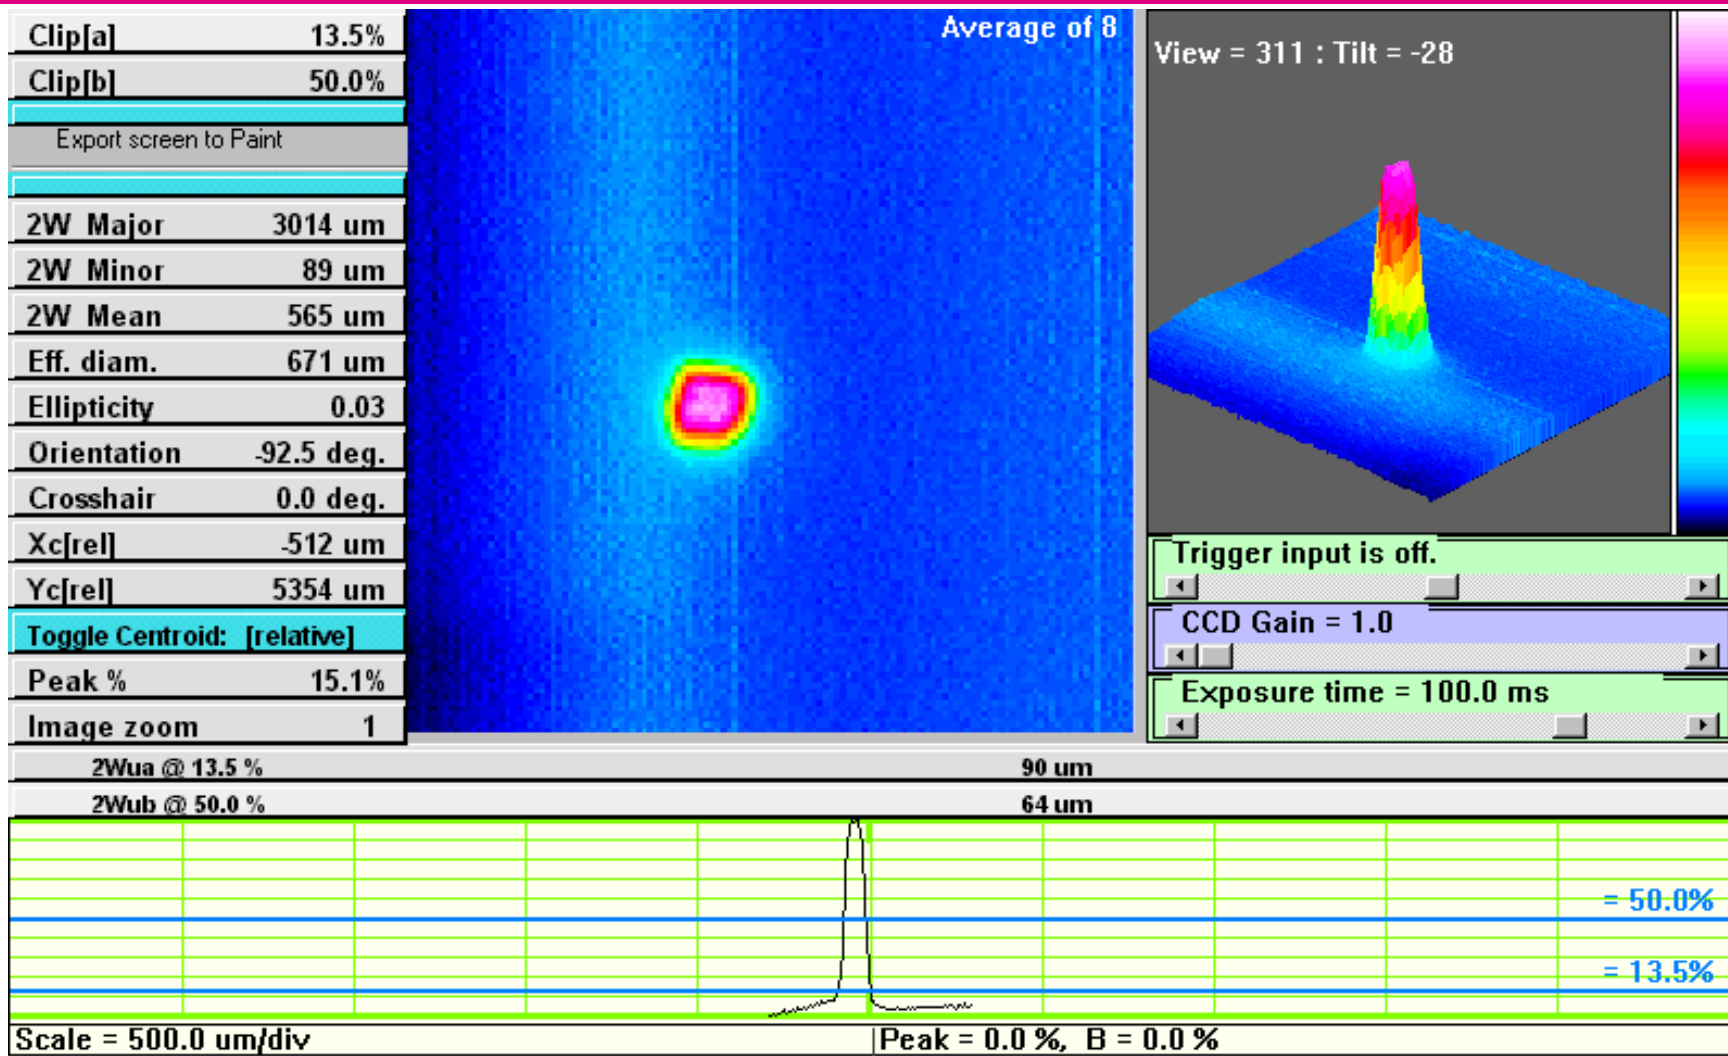 Clip[a] 13.5%
Clip[b] 50.0%
Export screen to Paint
2W Major 3014 um
2W Minor 89 um
2W Mean 565 um
Eff. diam. 671 um
Ellipticity 0.03
Orientation -92.5 deg.
Crosshair 0.0 deg.
Xc[rel] -512 um
Yc[rel] 5354 um
Toggle Centroid: [relative]
Peak % 15.1%
Image zoom 1
Average of 8
View = 311 : Tilt = -28
Trigger input is off.
CCD Gain = 1.0
Exposure time = 100.0 ms
2Wua @ 13.5 % 90 um
2Wub @ 50.0 % 64 um
= 50.0%
= 13.5%
Scale = 500.0 um/div
Peak = 0.0 %, B = 0.0 %